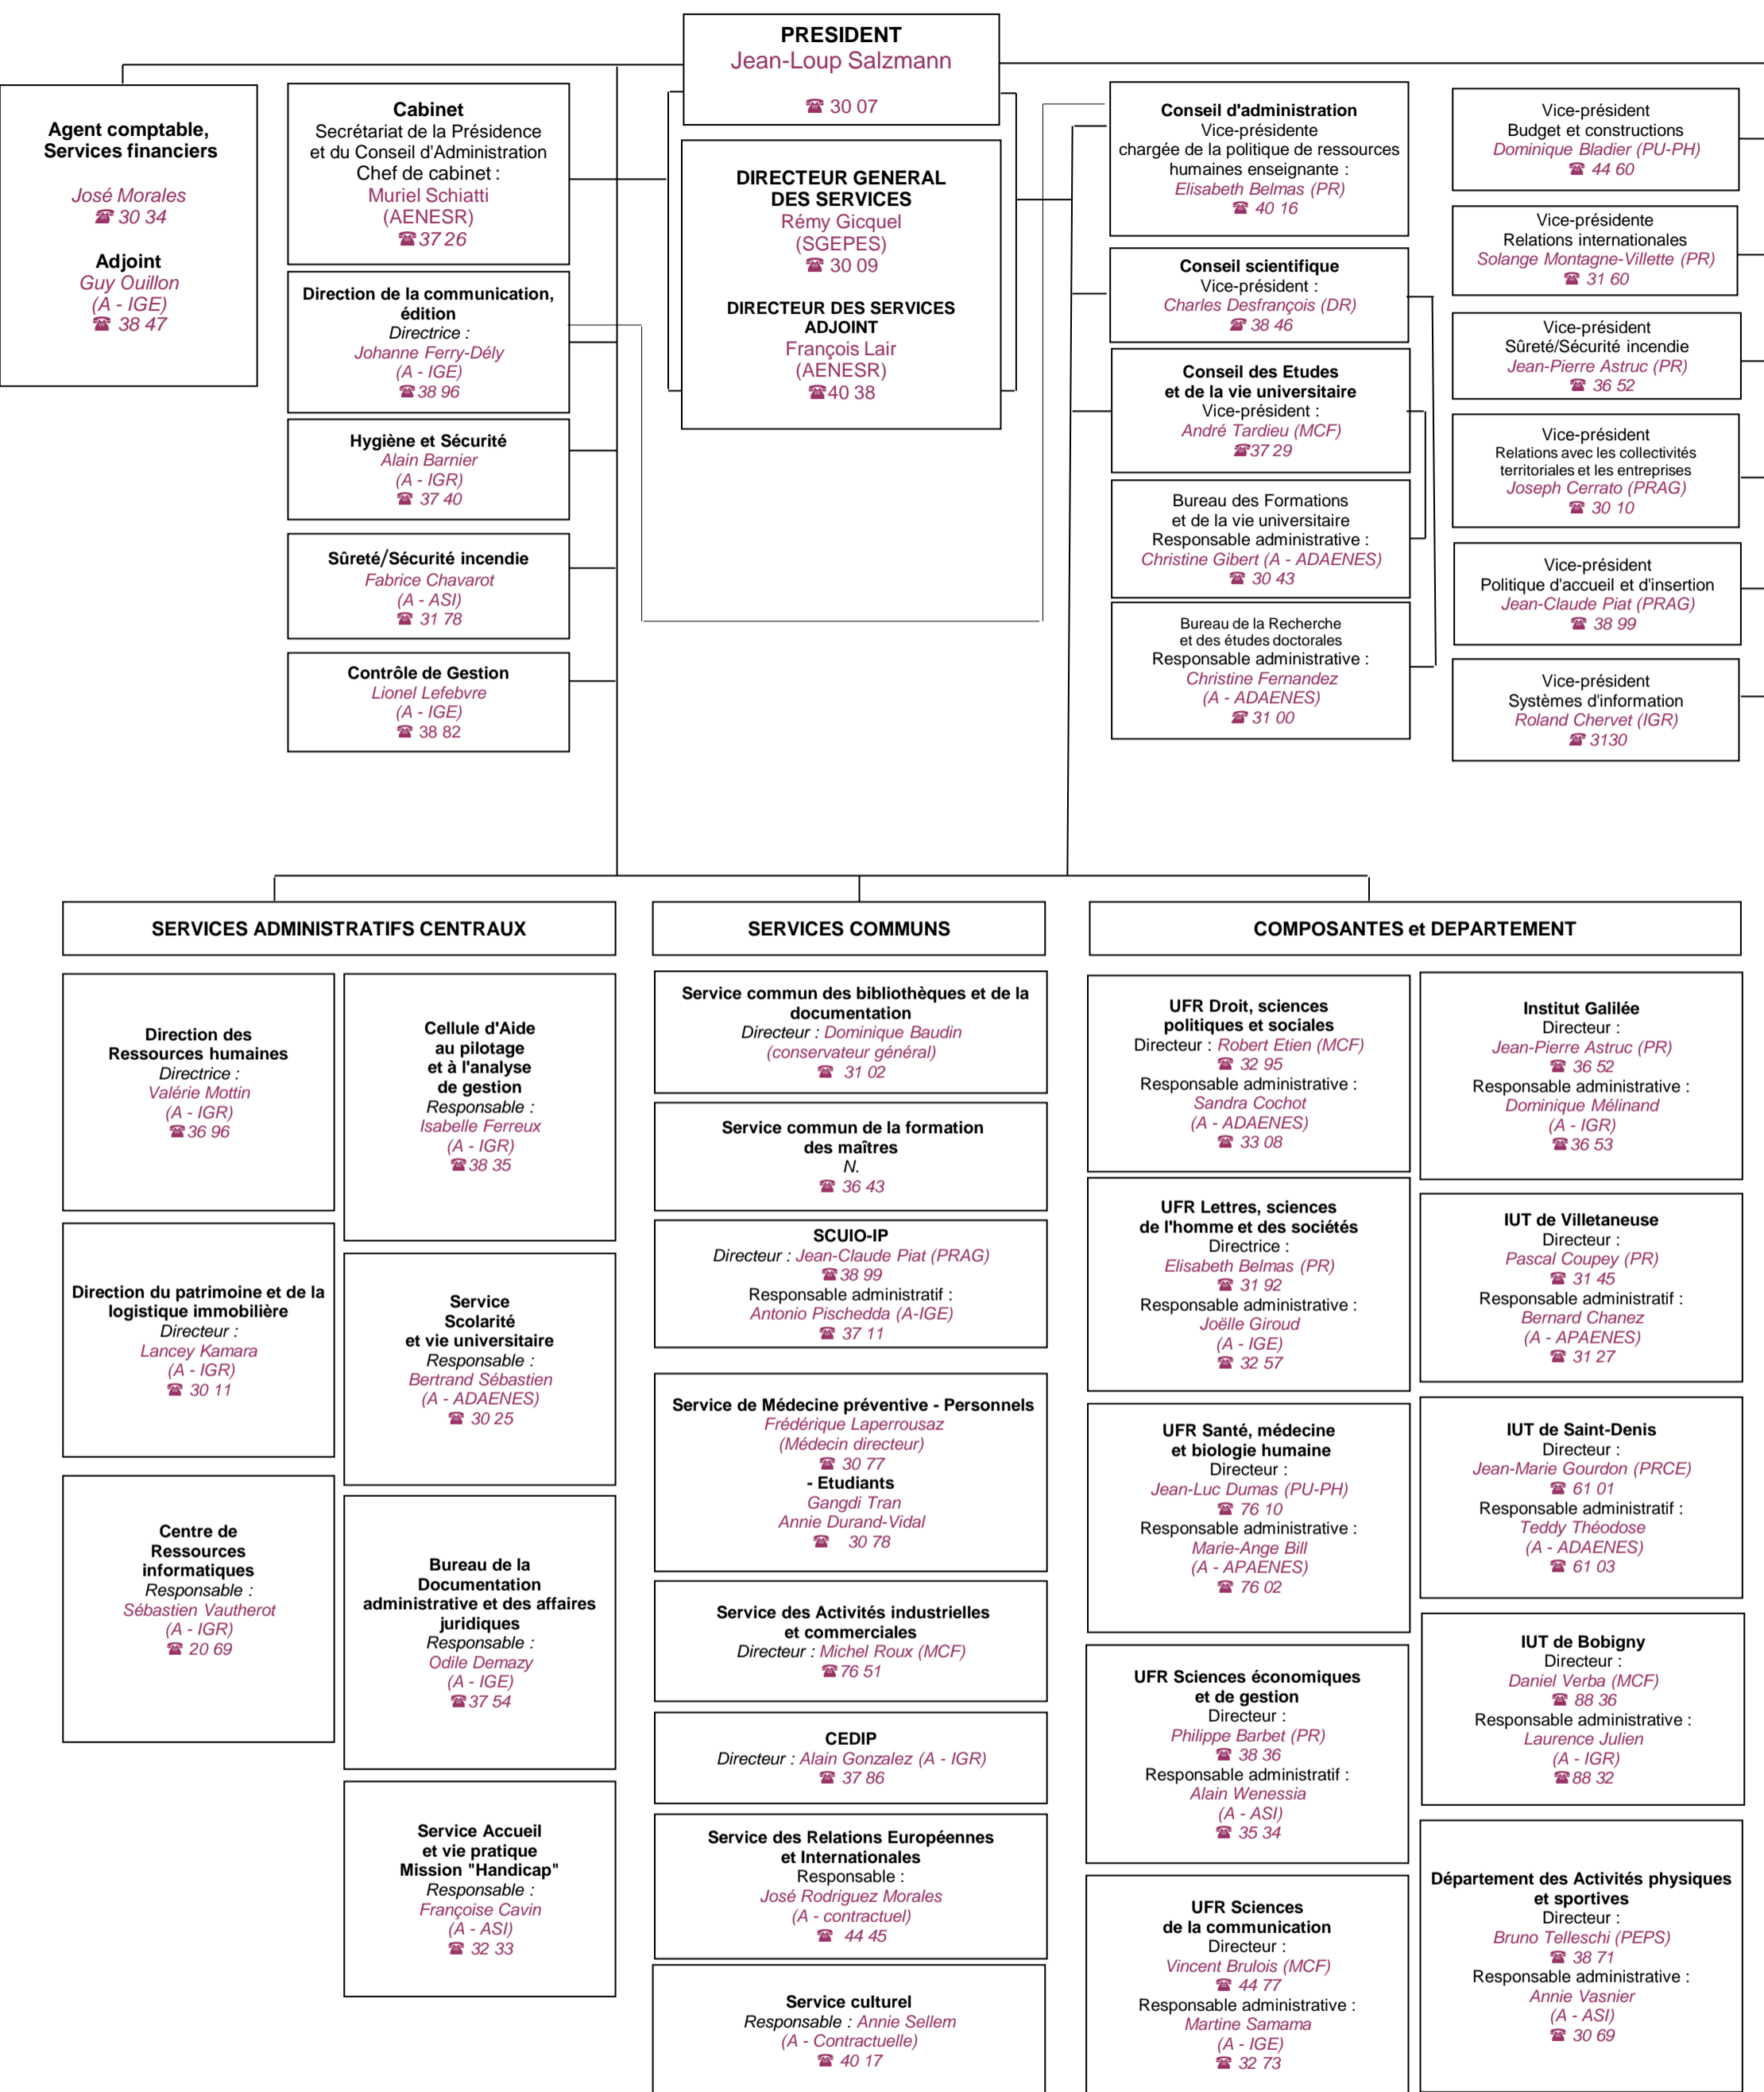 PRESIDENT
Jean-Loup Salzmann
☎ 30 07
Agent comptable,
Services financiers
José Morales
☎ 30 34
Adjoint
Guy Ouillon
(A - IGE)
☎ 38 47
Cabinet
Secrétariat de la Présidence
et du Conseil d'Administration
Chef de cabinet :
Muriel Schiatti
(AENESR)
☎ 37 26
Direction de la communication,
édition
Directrice :
Johanne Ferry-Dély
(A - IGE)
☎ 38 96
Hygiène et Sécurité
Alain Barnier
(A - IGR)
☎ 37 40
Sûreté/Sécurité incendie
Fabrice Chavarot
(A - ASI)
☎ 31 78
Contrôle de Gestion
Lionel Lefebvre
(A - IGE)
☎ 38 82
DIRECTEUR GENERAL
DES SERVICES
Rémy Gicquel
(SGEPES)
☎ 30 09
DIRECTEUR DES SERVICES
ADJOINT
François Lair
(AENESR)
☎ 40 38
Conseil d'administration
Vice-présidente
chargée de la politique de ressources
humaines enseignante :
Elisabeth Belmas (PR)
☎ 40 16
Conseil scientifique
Vice-président :
Charles Desfrançois (DR)
☎ 38 46
Conseil des Etudes
et de la vie universitaire
Vice-président :
André Tardieu (MCF)
☎ 37 29
Bureau des Formations
et de la vie universitaire
Responsable administrative :
Christine Gibert (A - ADAENES)
☎ 30 43
Bureau de la Recherche
et des études doctorales
Responsable administrative :
Christine Fernandez
(A - ADAENES)
☎ 31 00
Vice-président
Budget et constructions
Dominique Bladier (PU-PH)
☎ 44 60
Vice-présidente
Relations internationales
Solange Montagne-Villette (PR)
☎ 31 60
Vice-président
Sûreté/Sécurité incendie
Jean-Pierre Astruc (PR)
☎ 36 52
Vice-président
Relations avec les collectivités
territoriales et les entreprises
Joseph Cerrato (PRAG)
☎ 30 10
Vice-président
Politique d'accueil et d'insertion
Jean-Claude Piat (PRAG)
☎ 38 99
Vice-président
Systèmes d'information
Roland Chervet (IGR)
☎ 3130
SERVICES ADMINISTRATIFS CENTRAUX
Direction des
Ressources humaines
Directrice :
Valérie Mottin
(A - IGR)
☎ 36 96
Direction du patrimoine et de la
logistique immobilière
Directeur :
Lancey Kamara
(A - IGR)
☎ 30 11
Centre de
Ressources
informatiques
Responsable :
Sébastien Vautherot
(A - IGR)
☎ 20 69
Cellule d'Aide
au pilotage
et à l'analyse
de gestion
Responsable :
Isabelle Ferreux
(A - IGR)
☎ 38 35
Service
Scolarité
et vie universitaire
Responsable :
Bertrand Sébastien
(A - ADAENES)
☎ 30 25
Bureau de la
Documentation
administrative et des affaires
juridiques
Responsable :
Odile Demazy
(A - IGE)
☎ 37 54
Service Accueil
et vie pratique
Mission "Handicap"
Responsable :
Françoise Cavin
(A - ASI)
☎ 32 33
SERVICES COMMUNS
Service commun des bibliothèques et de la
documentation
Directeur : Dominique Baudin
(conservateur général)
☎ 31 02
Service commun de la formation
des maîtres
N.
☎ 36 43
SCUIO-IP
Directeur : Jean-Claude Piat (PRAG)
☎ 38 99
Responsable administratif :
Antonio Pischedda (A-IGE)
☎ 37 11
Service de Médecine préventive - Personnels
Frédérique Laperrousaz
(Médecin directeur)
☎ 30 77
- Etudiants
Gangdi Tran
Annie Durand-Vidal
☎ 30 78
Service des Activités industrielles
et commerciales
Directeur : Michel Roux (MCF)
☎ 76 51
CEDIP
Directeur : Alain Gonzalez (A - IGR)
☎ 37 86
Service des Relations Européennes
et Internationales
Responsable :
José Rodriguez Morales
(A - contractuel)
☎ 44 45
Service culturel
Responsable : Annie Sellem
(A - Contractuelle)
☎ 40 17
COMPOSANTES et DEPARTEMENT
UFR Droit, sciences
politiques et sociales
Directeur : Robert Etien (MCF)
☎ 32 95
Responsable administrative :
Sandra Cochot
(A - ADAENES)
☎ 33 08
UFR Lettres, sciences
de l'homme et des sociétés
Directrice :
Elisabeth Belmas (PR)
☎ 31 92
Responsable administrative :
Joëlle Giroud
(A - IGE)
☎ 32 57
UFR Santé, médecine
et biologie humaine
Directeur :
Jean-Luc Dumas (PU-PH)
☎ 76 10
Responsable administrative :
Marie-Ange Bill
(A - APAENES)
☎ 76 02
UFR Sciences économiques
et de gestion
Directeur :
Philippe Barbet (PR)
☎ 38 36
Responsable administratif :
Alain Wenessia
(A - ASI)
☎ 35 34
UFR Sciences
de la communication
Directeur :
Vincent Brulois (MCF)
☎ 44 77
Responsable administrative :
Martine Samama
(A - IGE)
☎ 32 73
Institut Galilée
Directeur :
Jean-Pierre Astruc (PR)
☎ 36 52
Responsable administrative :
Dominique Mélinand
(A - IGR)
☎ 36 53
IUT de Villetaneuse
Directeur :
Pascal Coupey (PR)
☎ 31 45
Responsable administratif :
Bernard Chanez
(A - APAENES)
☎ 31 27
IUT de Saint-Denis
Directeur :
Jean-Marie Gourdon (PRCE)
☎ 61 01
Responsable administratif :
Teddy Théodose
(A - ADAENES)
☎ 61 03
IUT de Bobigny
Directeur :
Daniel Verba (MCF)
☎ 88 36
Responsable administrative :
Laurence Julien
(A - IGR)
☎ 88 32
Département des Activités physiques
et sportives
Directeur :
Bruno Telleschi (PEPS)
☎ 38 71
Responsable administrative :
Annie Vasnier
(A - ASI)
☎ 30 69